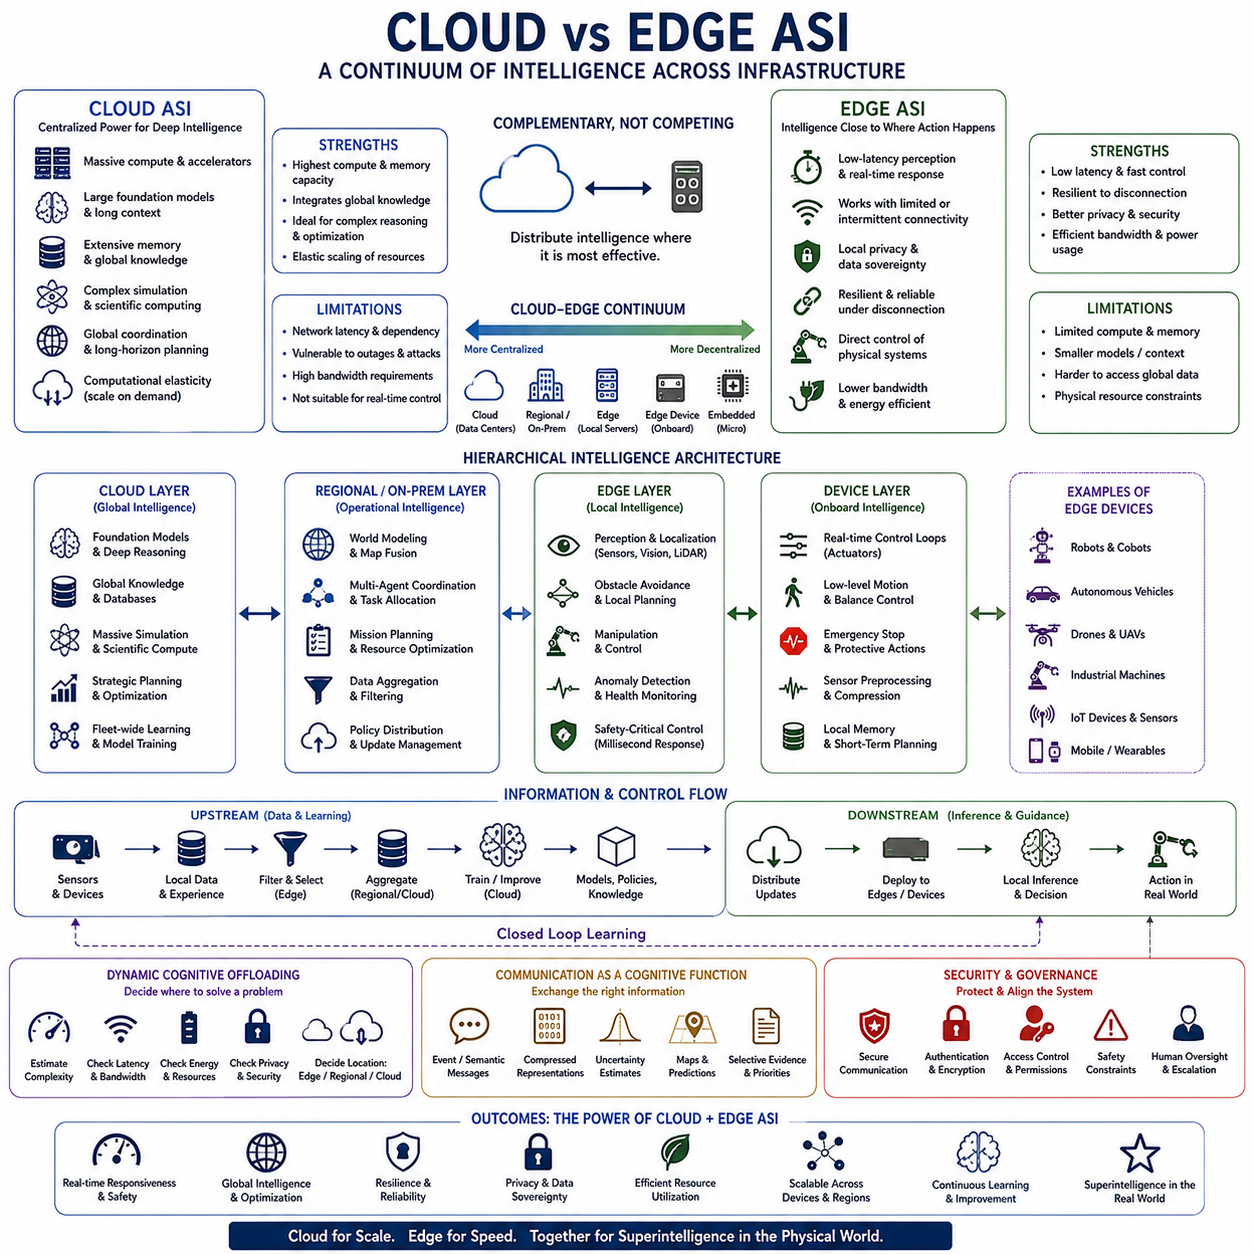 CLOUD vs EDGE ASI
A CONTINUUM OF INTELLIGENCE ACROSS INFRASTRUCTURE
CLOUD ASI
Centralized Power for Deep Intelligence
Massive compute & accelerators
Large foundation models
& long context
Extensive memory
& global knowledge
Complex simulation
& scientific computing
Global coordination
& long-horizon planning
Computational elasticity
(scale on demand)
STRENGTHS
• Highest compute & memory
capacity
• Integrates global knowledge
• Ideal for complex reasoning
& optimization
• Elastic scaling of resources
LIMITATIONS
• Network latency & dependency
• Vulnerable to outages & attacks
• High bandwidth requirements
• Not suitable for real-time control
COMPLEMENTARY, NOT COMPETING
Distribute intelligence where
it is most effective.
CLOUD–EDGE CONTINUUM
More Centralized
More Decentralized
Cloud
(Data Centers)
Regional /
On-Prem
Edge
(Local Servers)
Edge Device
(Onboard)
Embedded
(Micro)
EDGE ASI
Intelligence Close to Where Action Happens
Low-latency perception
& real-time response
Works with limited or
intermittent connectivity
Local privacy &
data sovereignty
Resilient & reliable
under disconnection
Direct control of
physical systems
Lower bandwidth
& energy efficient
STRENGTHS
• Low latency & fast control
• Resilient to disconnection
• Better privacy & security
• Efficient bandwidth & power
usage
LIMITATIONS
• Limited compute & memory
• Smaller models / context
• Harder to access global data
• Physical resource constraints
HIERARCHICAL INTELLIGENCE ARCHITECTURE
CLOUD LAYER
(Global Intelligence)
Foundation Models
& Deep Reasoning
Global Knowledge
& Databases
Massive Simulation
& Scientific Compute
Strategic Planning
& Optimization
Fleet-wide Learning
& Model Training
REGIONAL / ON-PREM LAYER
(Operational Intelligence)
World Modeling
& Map Fusion
Multi-Agent Coordination
& Task Allocation
Mission Planning
& Resource Optimization
Data Aggregation
& Filtering
Policy Distribution
& Update Management
EDGE LAYER
(Local Intelligence)
Perception & Localization
(Sensors, Vision, LiDAR)
Obstacle Avoidance
& Local Planning
Manipulation
& Control
Anomaly Detection
& Health Monitoring
Safety-Critical Control
(Millisecond Response)
DEVICE LAYER
(Onboard Intelligence)
Real-time Control Loops
(Actuators)
Low-level Motion
& Balance Control
Emergency Stop
& Protective Actions
Sensor Preprocessing
& Compression
Local Memory
& Short-Term Planning
EXAMPLES OF
EDGE DEVICES
Robots & Cobots
Autonomous Vehicles
Drones & UAVs
Industrial Machines
IoT Devices & Sensors
Mobile / Wearables
INFORMATION & CONTROL FLOW
UPSTREAM (Data & Learning)
Sensors
& Devices
Local Data
& Experience
Filter & Select
(Edge)
Aggregate
(Regional/Cloud)
Train / Improve
(Cloud)
Models, Policies,
Knowledge
DOWNSTREAM (Inference & Guidance)
Distribute
Updates
Deploy to
Edges / Devices
Local Inference
& Decision
Action in
Real World
Closed Loop Learning
DYNAMIC COGNITIVE OFFLOADING
Decide where to solve a problem
Estimate
Complexity
Check Latency
& Bandwidth
Check Energy
& Resources
Check Privacy
& Security
Decide Location:
Edge / Regional / Cloud
COMMUNICATION AS A COGNITIVE FUNCTION
Exchange the right information
Event / Semantic
Messages
0101
0000
0000
Compressed
Representations
Uncertainty
Estimates
Maps &
Predictions
Selective Evidence
& Priorities
SECURITY & GOVERNANCE
Protect & Align the System
Secure
Communication
Authentication
& Encryption
Access Control
& Permissions
Safety
Constraints
Human Oversight
& Escalation
OUTCOMES: THE POWER OF CLOUD + EDGE ASI
Real-time Responsiveness
& Safety
Global Intelligence
& Optimization
Resilience &
Reliability
Privacy & Data
Sovereignty
Efficient Resource
Utilization
Scalable Across
Devices & Regions
Continuous Learning
& Improvement
Superintelligence in the
Real World
Cloud for Scale. Edge for Speed. Together for Superintelligence in the Physical World.